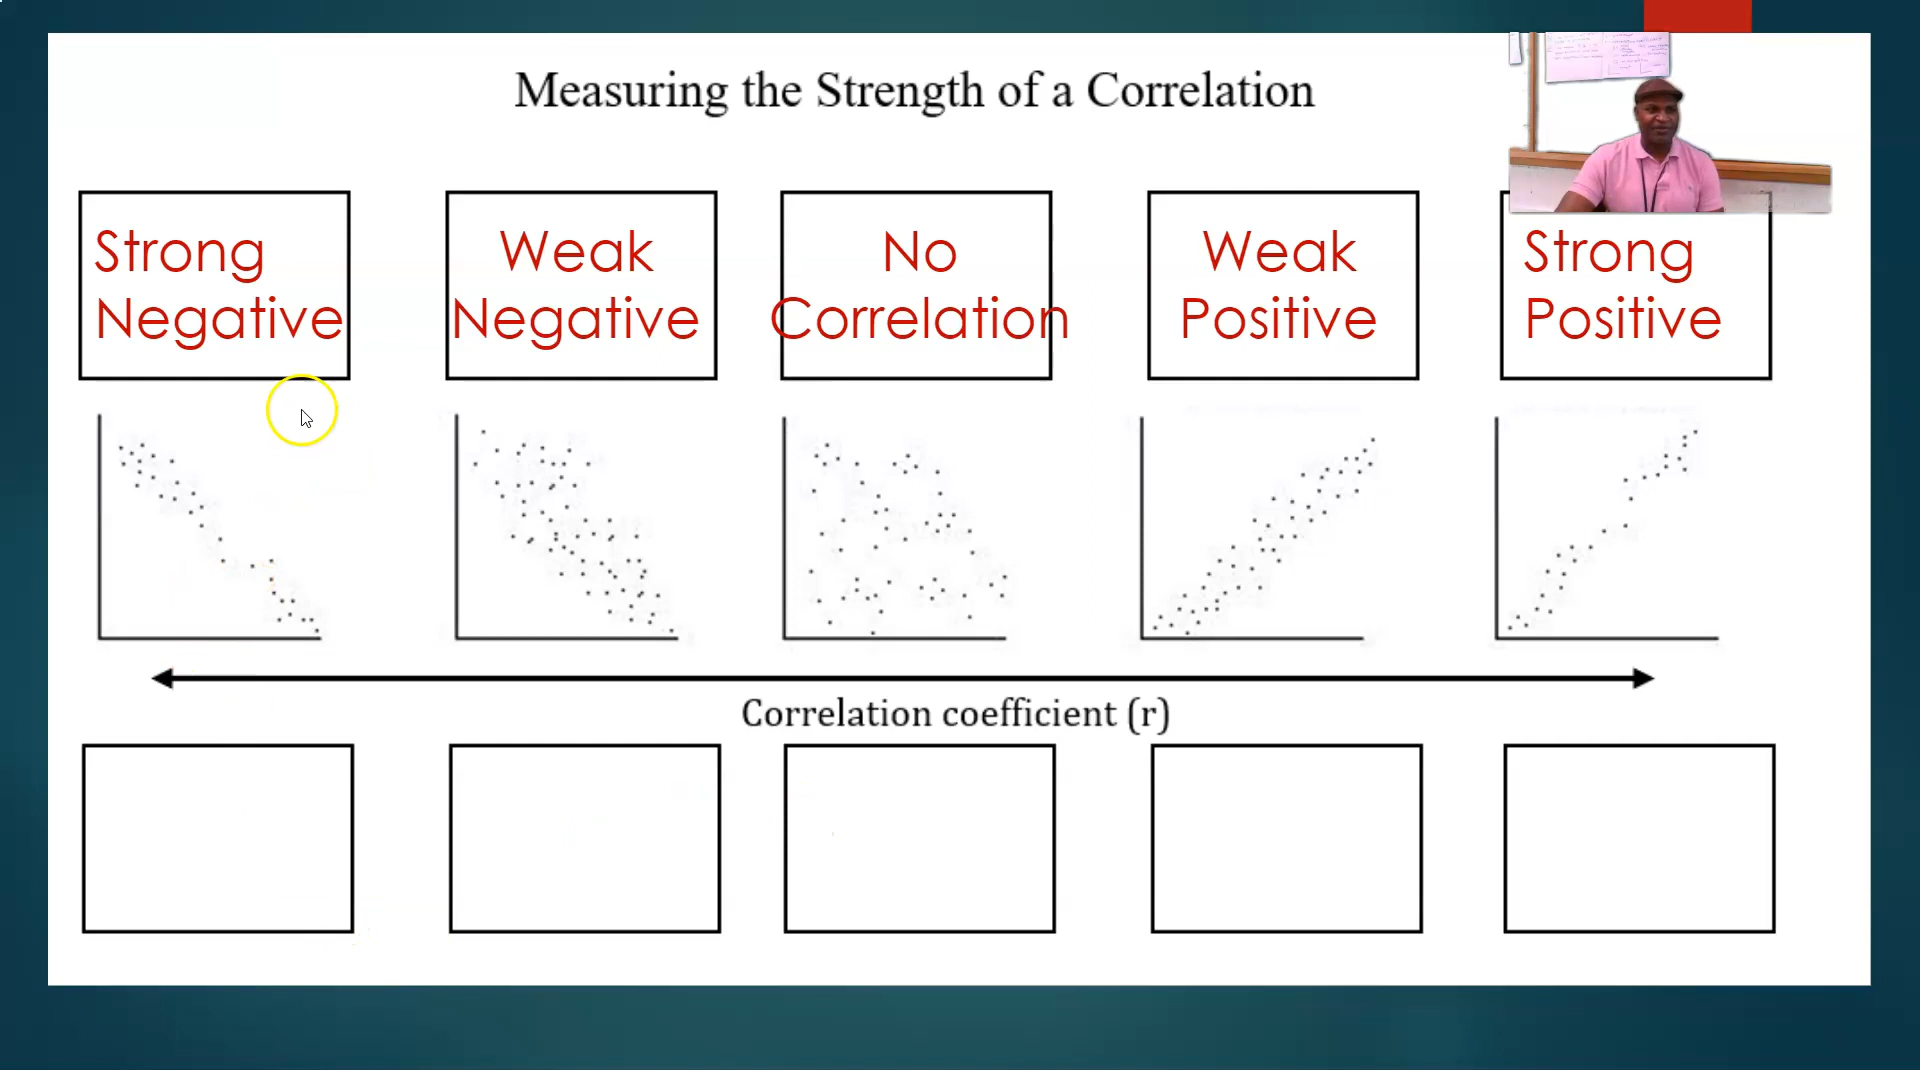 Measuring the Strength of a Correlation
Strong
Negative
Weak
Negative
No
Correlation
Weak
Positive
Strong
Positive
Correlation coefficient (r)